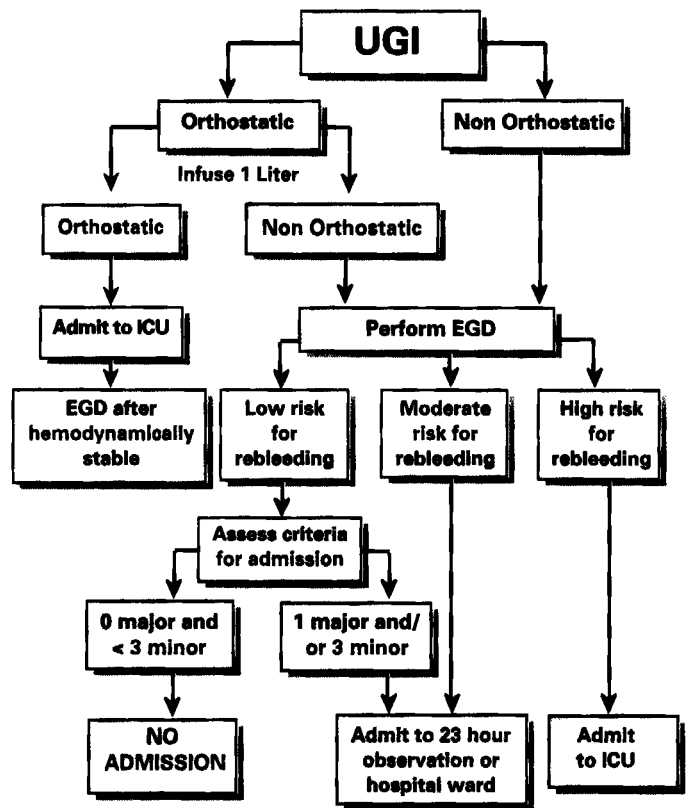 UGI
Orthostatic
Non Orthostatic
Infuse 1 Liter
Orthostatic
Non Orthostatic
Admit to ICU
Perform EGD
EGD after
hemodynamically
stable
Low risk
for
rebleeding
Moderate
risk for
rebleeding
High risk
for
rebleeding
Assess criteria
for admission
0 major and
< 3 minor
1 major and/
or 3 minor
NO
ADMISSION
Admit to 23 hour
observation or
hospital ward
Admit
to ICU